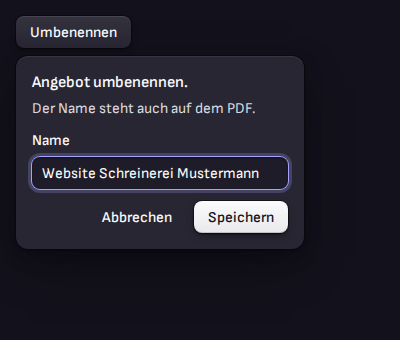 Umbenennen
Angebot umbenennen.
Der Name steht auch auf dem PDF.
Name
Website Schreinerei Mustermann
Abbrechen
Speichern